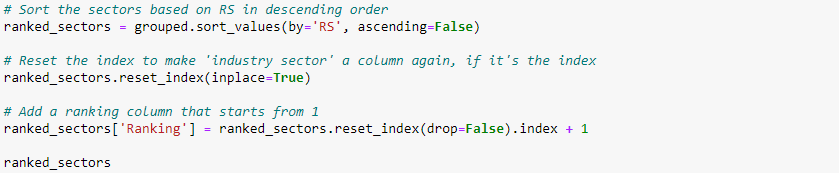 # Sort the sectors based on RS in descending order
ranked_sectors = grouped.sort_values(by='RS', ascending=False)
# Reset the index to make 'industry sector' a column again, if it's the index
ranked_sectors.reset_index(inplace=True)
# Add a ranking column that starts from 1
ranked_sectors['Ranking'] = ranked_sectors.reset_index(drop=False).index + 1
ranked_sectors